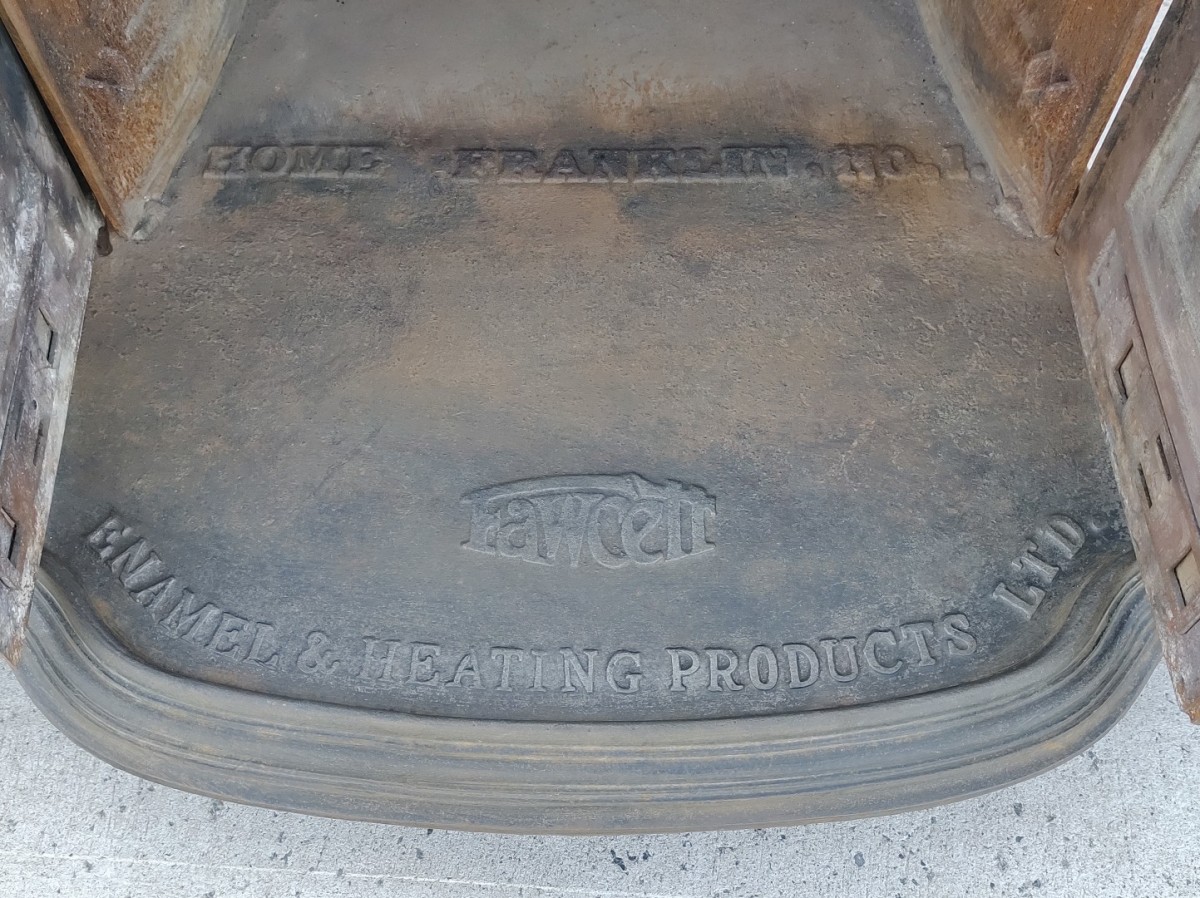 HOME FRANKLIN. NO. 1.
Fawcett
ENAMEL & HEATING PRODUCTS LTD.